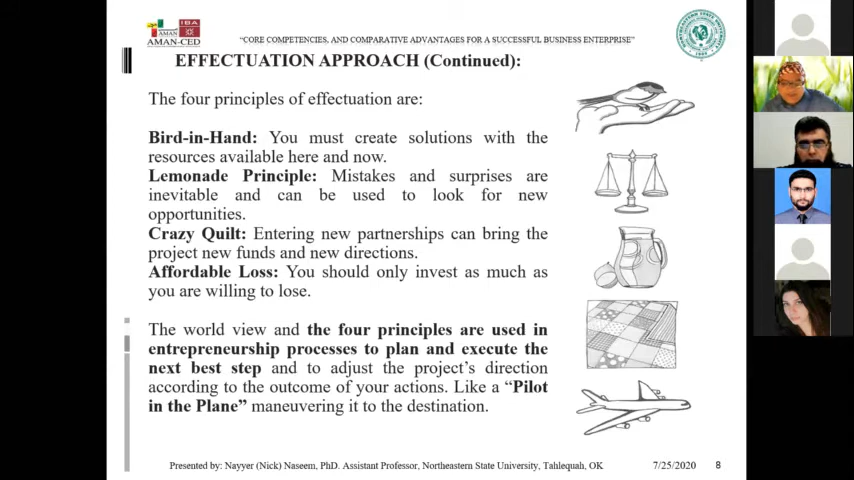 AMAN IBA
AMAN-CED
"CORE COMPETENCIES, AND COMPARATIVE ADVANTAGES FOR A SUCCESSFUL BUSINESS ENTERPRISE"
EFFECTUATION APPROACH (Continued):
The four principles of effectuation are:
Bird-in-Hand: You must create solutions with the
resources available here and now.
Lemonade Principle: Mistakes and surprises are
inevitable and can be used to look for new
opportunities.
Crazy Quilt: Entering new partnerships can bring the
project new funds and new directions.
Affordable Loss: You should only invest as much as
you are willing to lose.
The world view and the four principles are used in
entrepreneurship processes to plan and execute the
next best step and to adjust the project's direction
according to the outcome of your actions. Like a "Pilot
in the Plane" maneuvering it to the destination.
Presented by: Nayyer (Nick) Naseem, PhD. Assistant Professor, Northeastern State University, Tahlequah, OK 7/25/2020 8